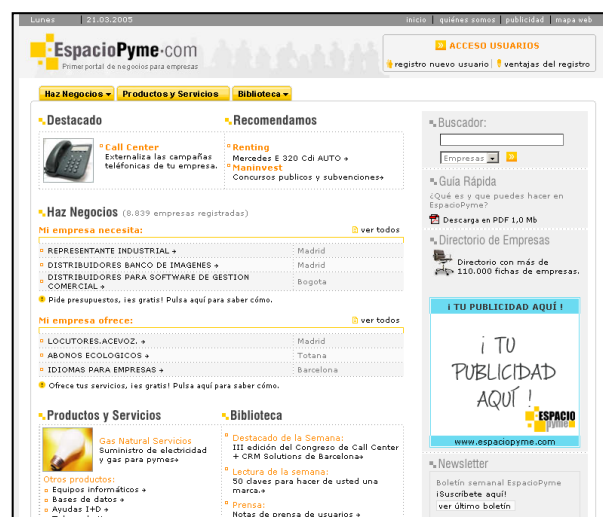 Lunes | 21.03.2005
inicio | quiénes somos | publicidad | mapa web
EspacioPyme·com
Primer portal de negocios para empresas
ACCESO USUARIOS
registro nuevo usuario | ventajas del registro
Haz Negocios
Productos y Servicios
Biblioteca
Destacado
Call Center
Externaliza las campañas
teléfonicas de tu empresa.
Recomendamos
Renting
Mercedes E 320 Cdi AUTO
Maninvest
Concursos publicos y subvenciones
Haz Negocios (8.839 empresas registradas)
Mi empresa necesita:
ver todos
REPRESENTANTE INDUSTRIAL
Madrid
DISTRIBUIDORES BANCO DE IMAGENES
Madrid
DISTRIBUIDORES PARA SOFTWARE DE GESTION
COMERCIAL
Bogota
Pide presupuestos, ¡es gratis! Pulsa aquí para saber cómo.
Mi empresa ofrece:
ver todos
LOCUTORES.ACEVOZ.
Madrid
ABONOS ECOLOGICOS
Totana
IDIOMAS PARA EMPRESAS
Barcelona
Ofrece tus servicios, ¡es gratis! Pulsa aquí para saber cómo.
Productos y Servicios
Gas Natural Servicios
Suministro de electricidad
y gas para pymes
Otros productos:
Equipos informáticos
Bases de datos
Ayudas I+D
Biblioteca
Destacado de la Semana:
III edición del Congreso de Call Center
+ CRM Solutions de Barcelona
Lectura de la semana:
50 claves para hacer de usted una
marca.
Prensa:
Notas de prensa de usuarios
Buscador:
Empresas
Guía Rápida
¿Qué es y que puedes hacer en
EspacioPyme?
Descarga en PDF 1,0 Mb
Directorio de Empresas
Directorio con más de
110.000 fichas de empresas.
¡ TU PUBLICIDAD AQUÍ !
¡ TU
PUBLICIDAD
AQUÍ !
ESPACIO
pyme
www.espaciopyme.com
Newsletter
Boletín semanal EspacioPyme
¡Suscríbete aquí!
ver último boletín